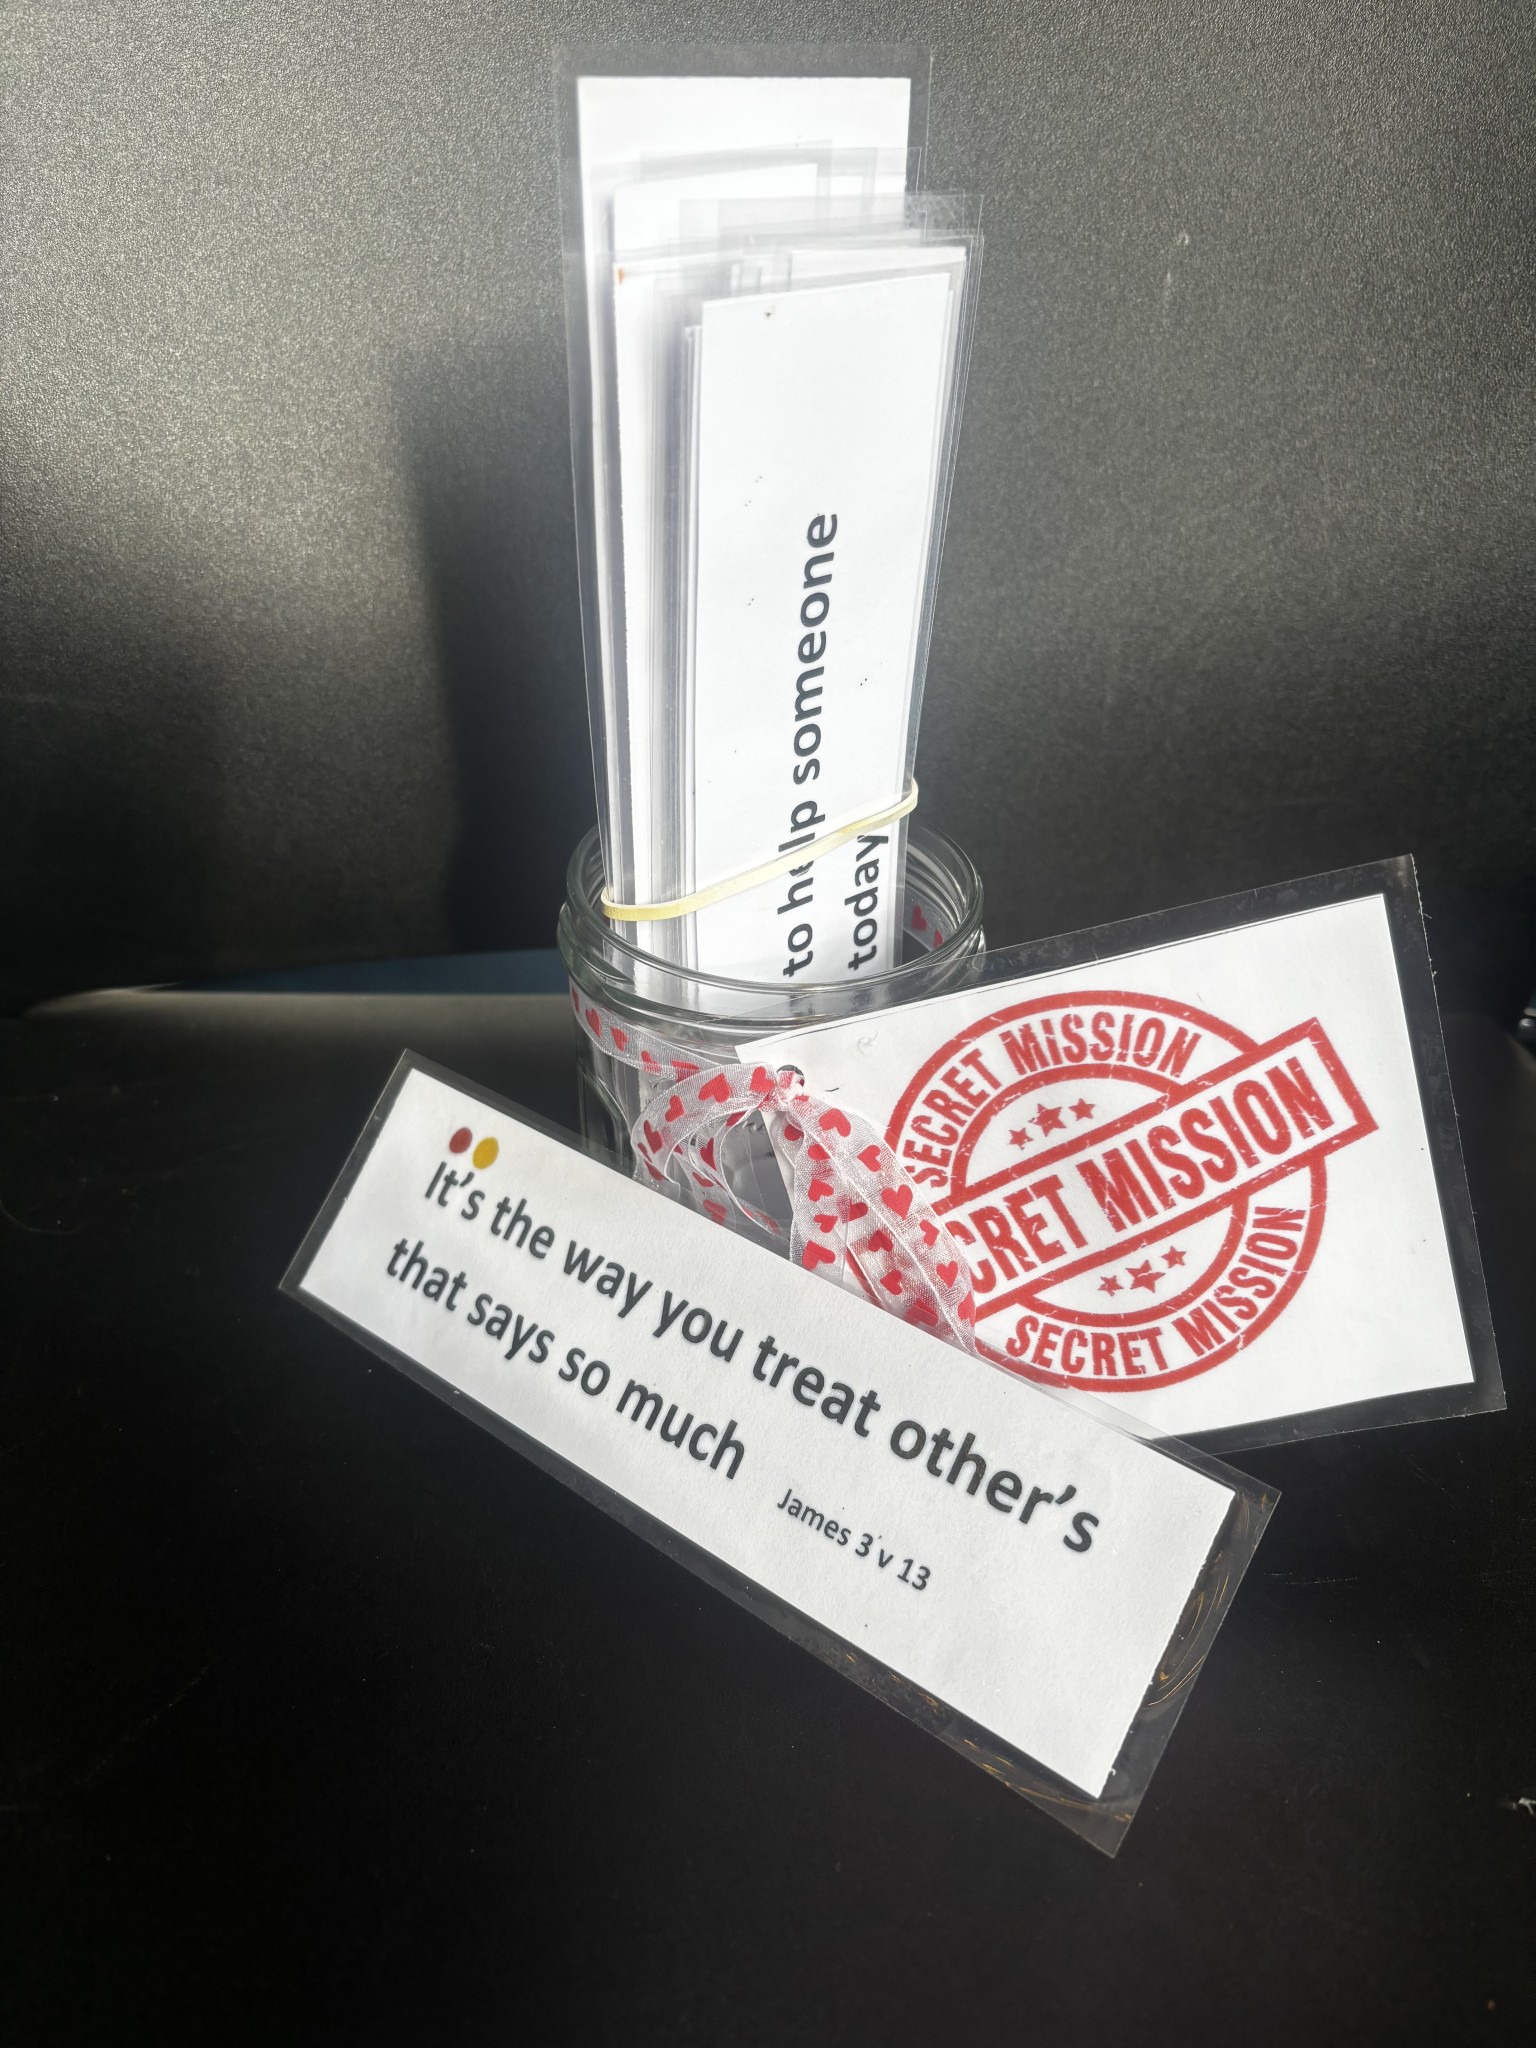 to help someone
today
SECRET MISSION
CRET MISSION
SECRET MISSION
It's the way you treat other's
that says so much
James 3 v 13